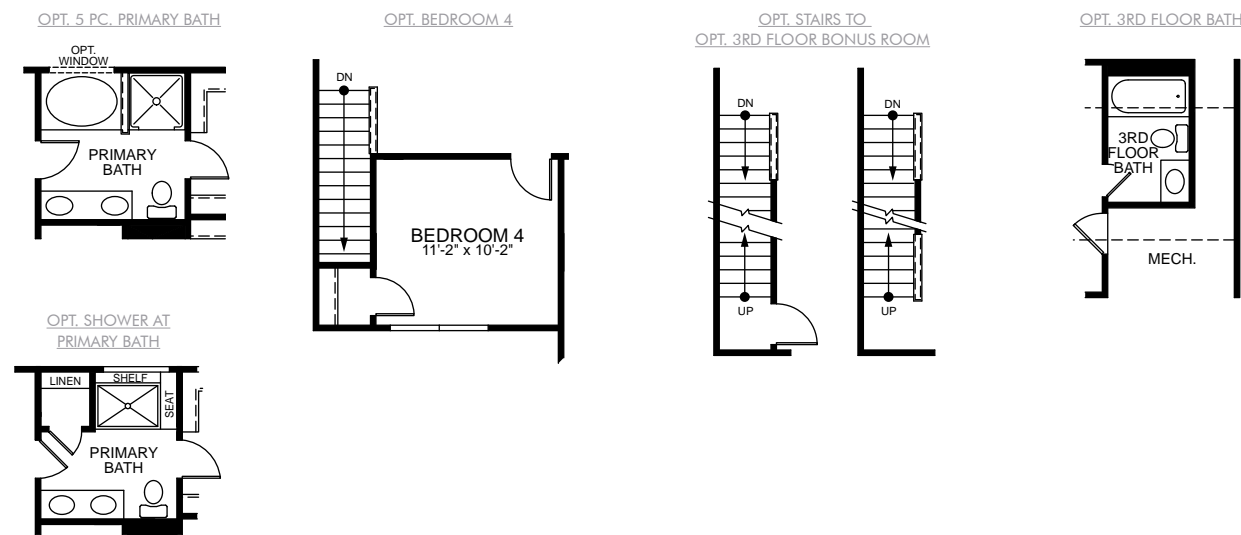 OPT. 5 PC. PRIMARY BATH
OPT.
WINDOW
PRIMARY
BATH
OPT. BEDROOM 4
DN
BEDROOM 4
11'-2" x 10'-2"
OPT. STAIRS TO
OPT. 3RD FLOOR BONUS ROOM
DN
UP
DN
UP
OPT. 3RD FLOOR BATH
3RD
FLOOR
BATH
MECH.
OPT. SHOWER AT
PRIMARY BATH
LINEN
SHELF
SEAT
PRIMARY
BATH